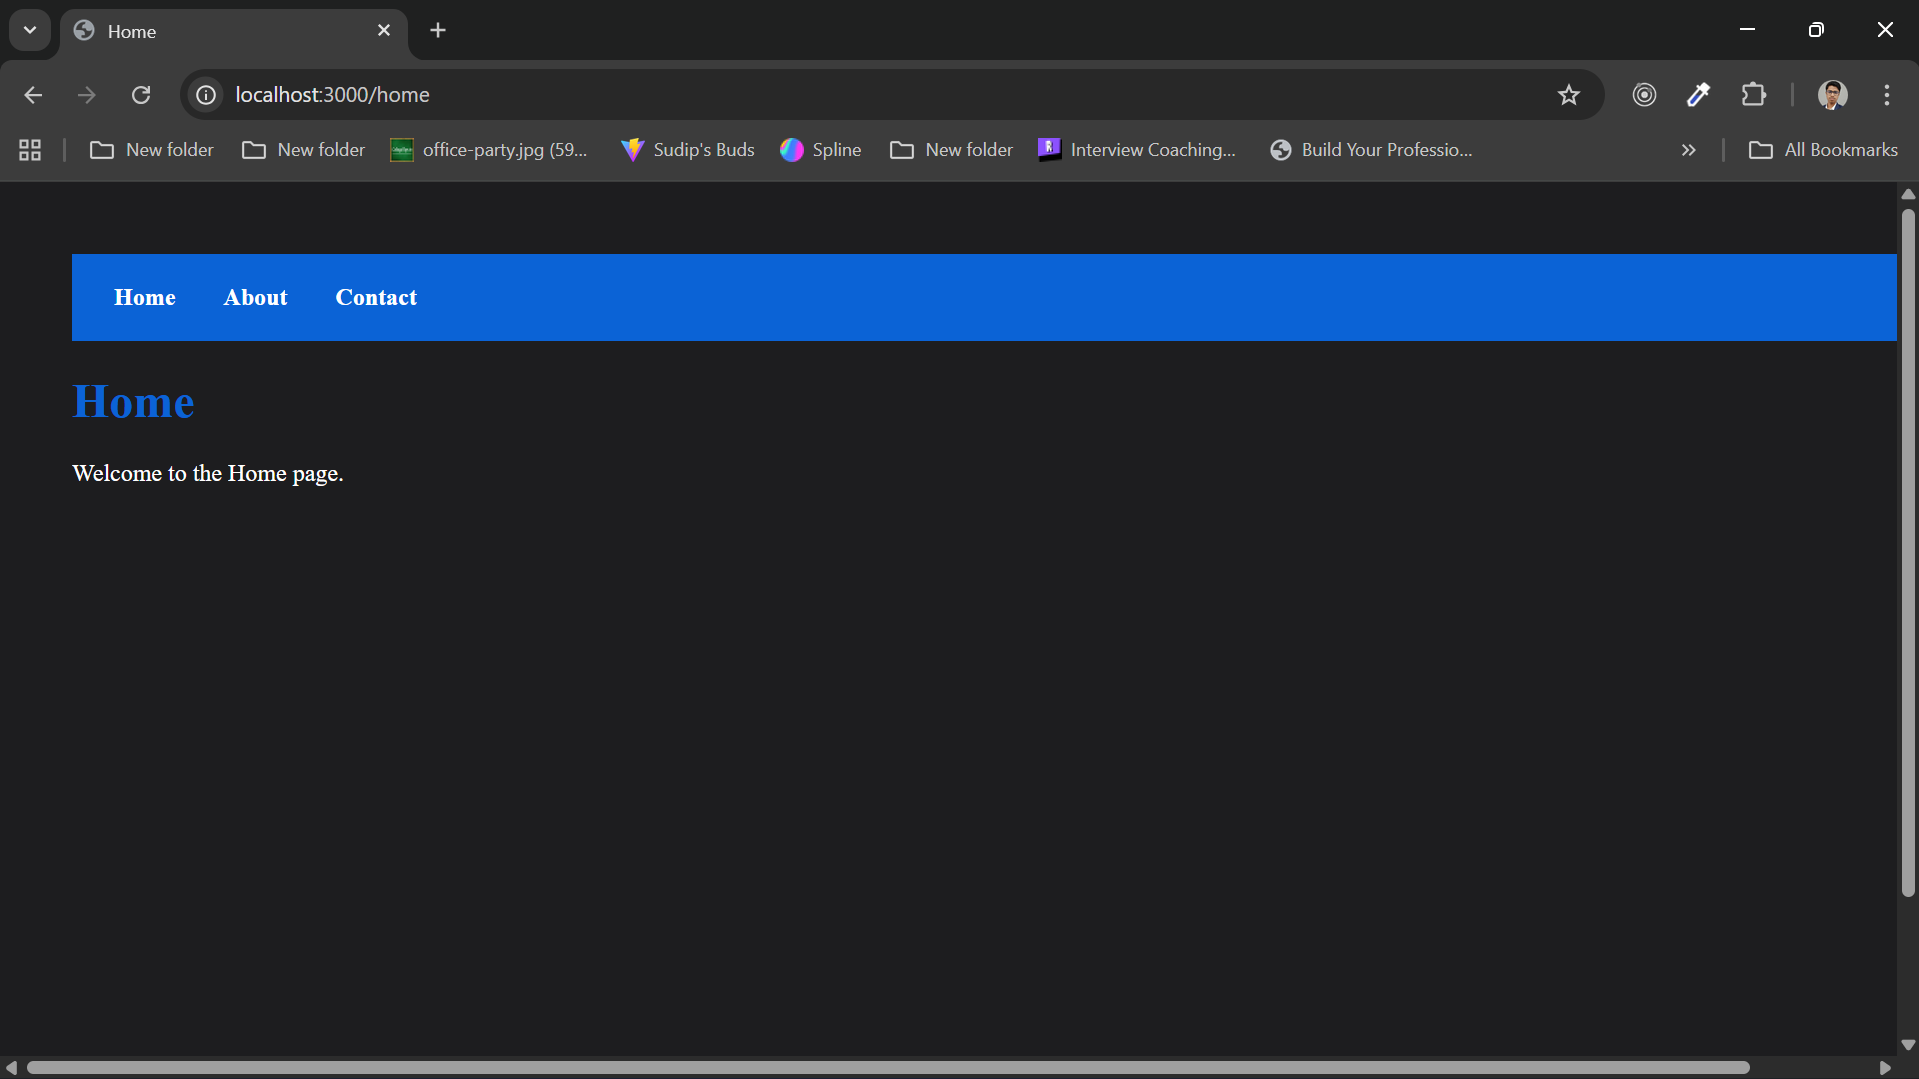 Home
localhost:3000/home
New folder
New folder
office-party.jpg (59...
Sudip's Buds
Spline
New folder
Interview Coaching...
Build Your Professio...
All Bookmarks
Home About Contact
Home
Welcome to the Home page.